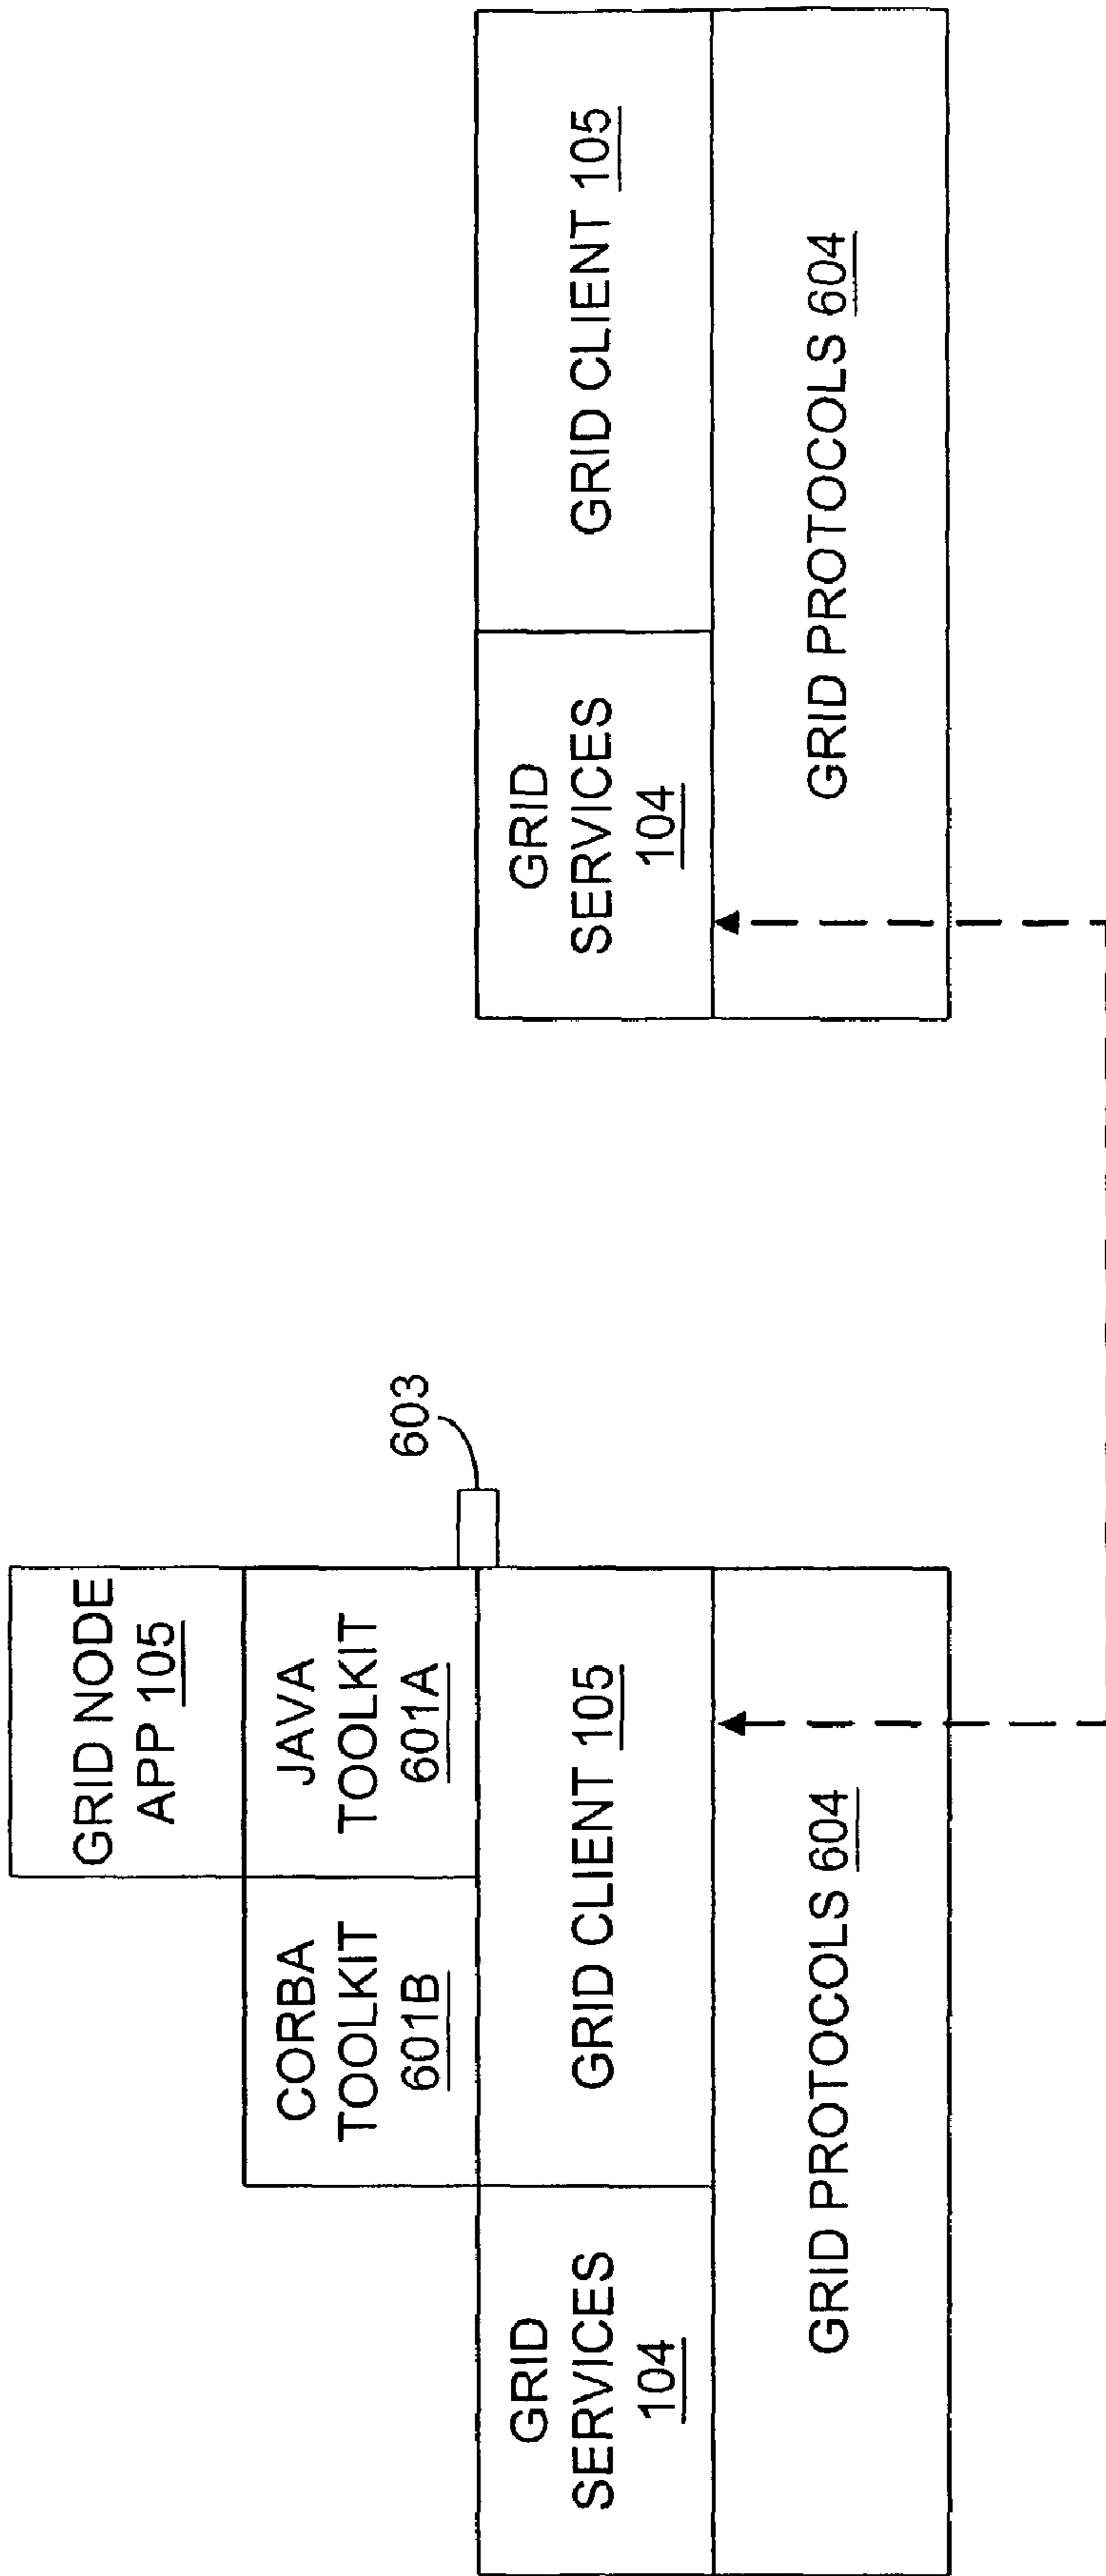 GRID NODE
APP 105
CORBA
TOOLKIT
601B
JAVA
TOOLKIT
601A
603
GRID
SERVICES
104
GRID CLIENT 105
GRID PROTOCOLS 604
GRID
SERVICES
104
GRID CLIENT 105
GRID PROTOCOLS 604